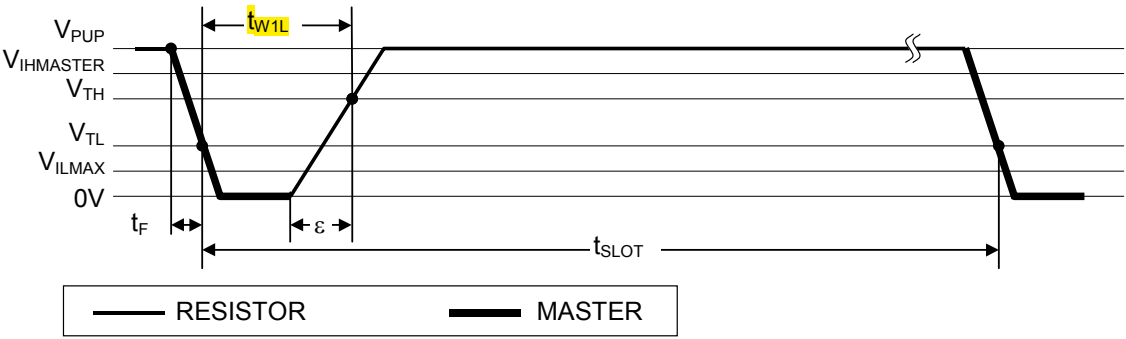 tW1L
VPUP
VIHMASTER
VTH
VTL
VILMAX
0V
tF
ε
tSLOT
RESISTOR MASTER